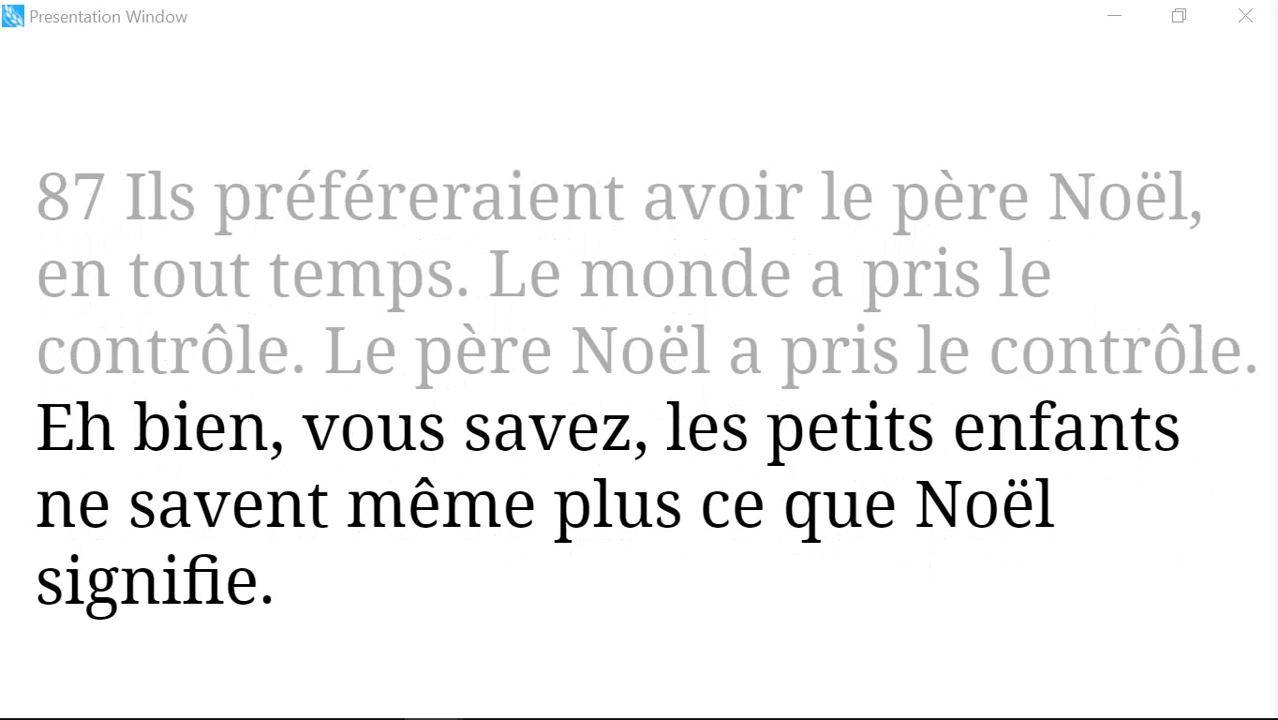 Presentation Window
87 Ils préféreraient avoir le père Noël,
en tout temps. Le monde a pris le
contrôle. Le père Noël a pris le contrôle.
Eh bien, vous savez, les petits enfants
ne savent même plus ce que Noël
signifie.